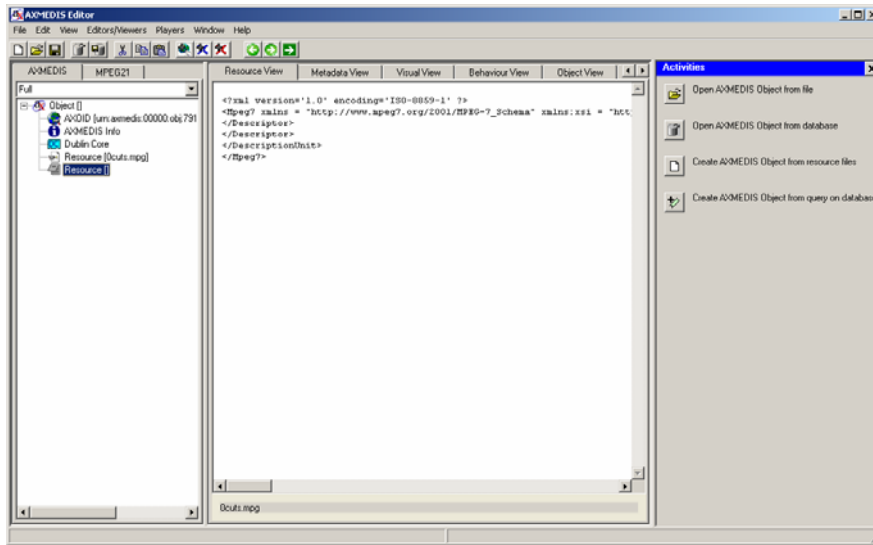 AXMEDIS Editor
File Edit View Editors/Viewers Players Window Help
AXMEDIS MPEG21
Full
Object []
AXOID [urn:axmedis:00000:obj:791
AXMEDIS Info
Dublin Core
Resource [0cuts.mpg]
Resource []
Resource View Metadata View Visual View Behaviour View Object View
<?xml version='1.0' encoding='ISO-8859-1' ?>
<Mpeg7 xmlns = "http://www.mpeg7.org/2001/MPEG-7_Schema" xmlns:xsi = "htt
</Descriptor>
</Descriptor>
</DescriptionUnit>
</Mpeg7>
0cuts.mpg
Activities
Open AXMEDIS Object from file
Open AXMEDIS Object from database
Create AXMEDIS Object from resource files
Create AXMEDIS Object from query on database